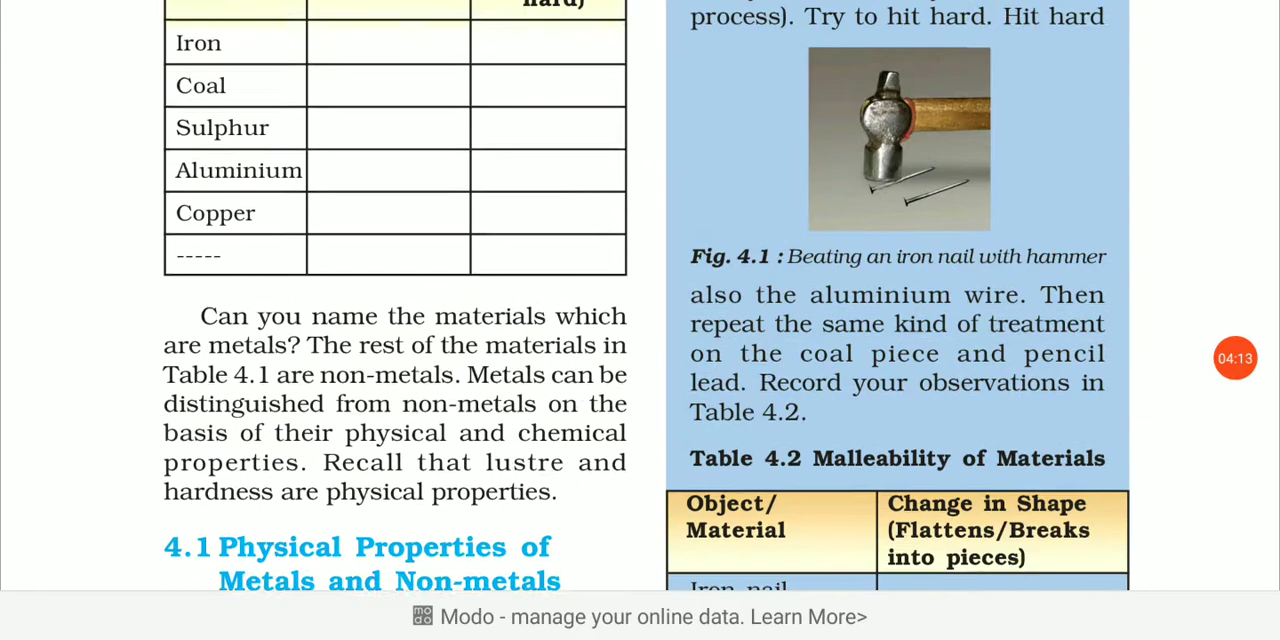 hard)
Iron
Coal
Sulphur
Aluminium
Copper
-----
Can you name the materials which
are metals? The rest of the materials in
Table 4.1 are non-metals. Metals can be
distinguished from non-metals on the
basis of their physical and chemical
properties. Recall that lustre and
hardness are physical properties.
4.1 Physical Properties of
Metals and Non-metals
process). Try to hit hard. Hit hard
Fig. 4.1 : Beating an iron nail with hammer
also the aluminium wire. Then
repeat the same kind of treatment
on the coal piece and pencil
lead. Record your observations in
Table 4.2.
Table 4.2 Malleability of Materials
Object/
Material
Change in Shape
(Flattens/Breaks
into pieces)
Iron nail
04:13
modo Modo - manage your online data. Learn More>